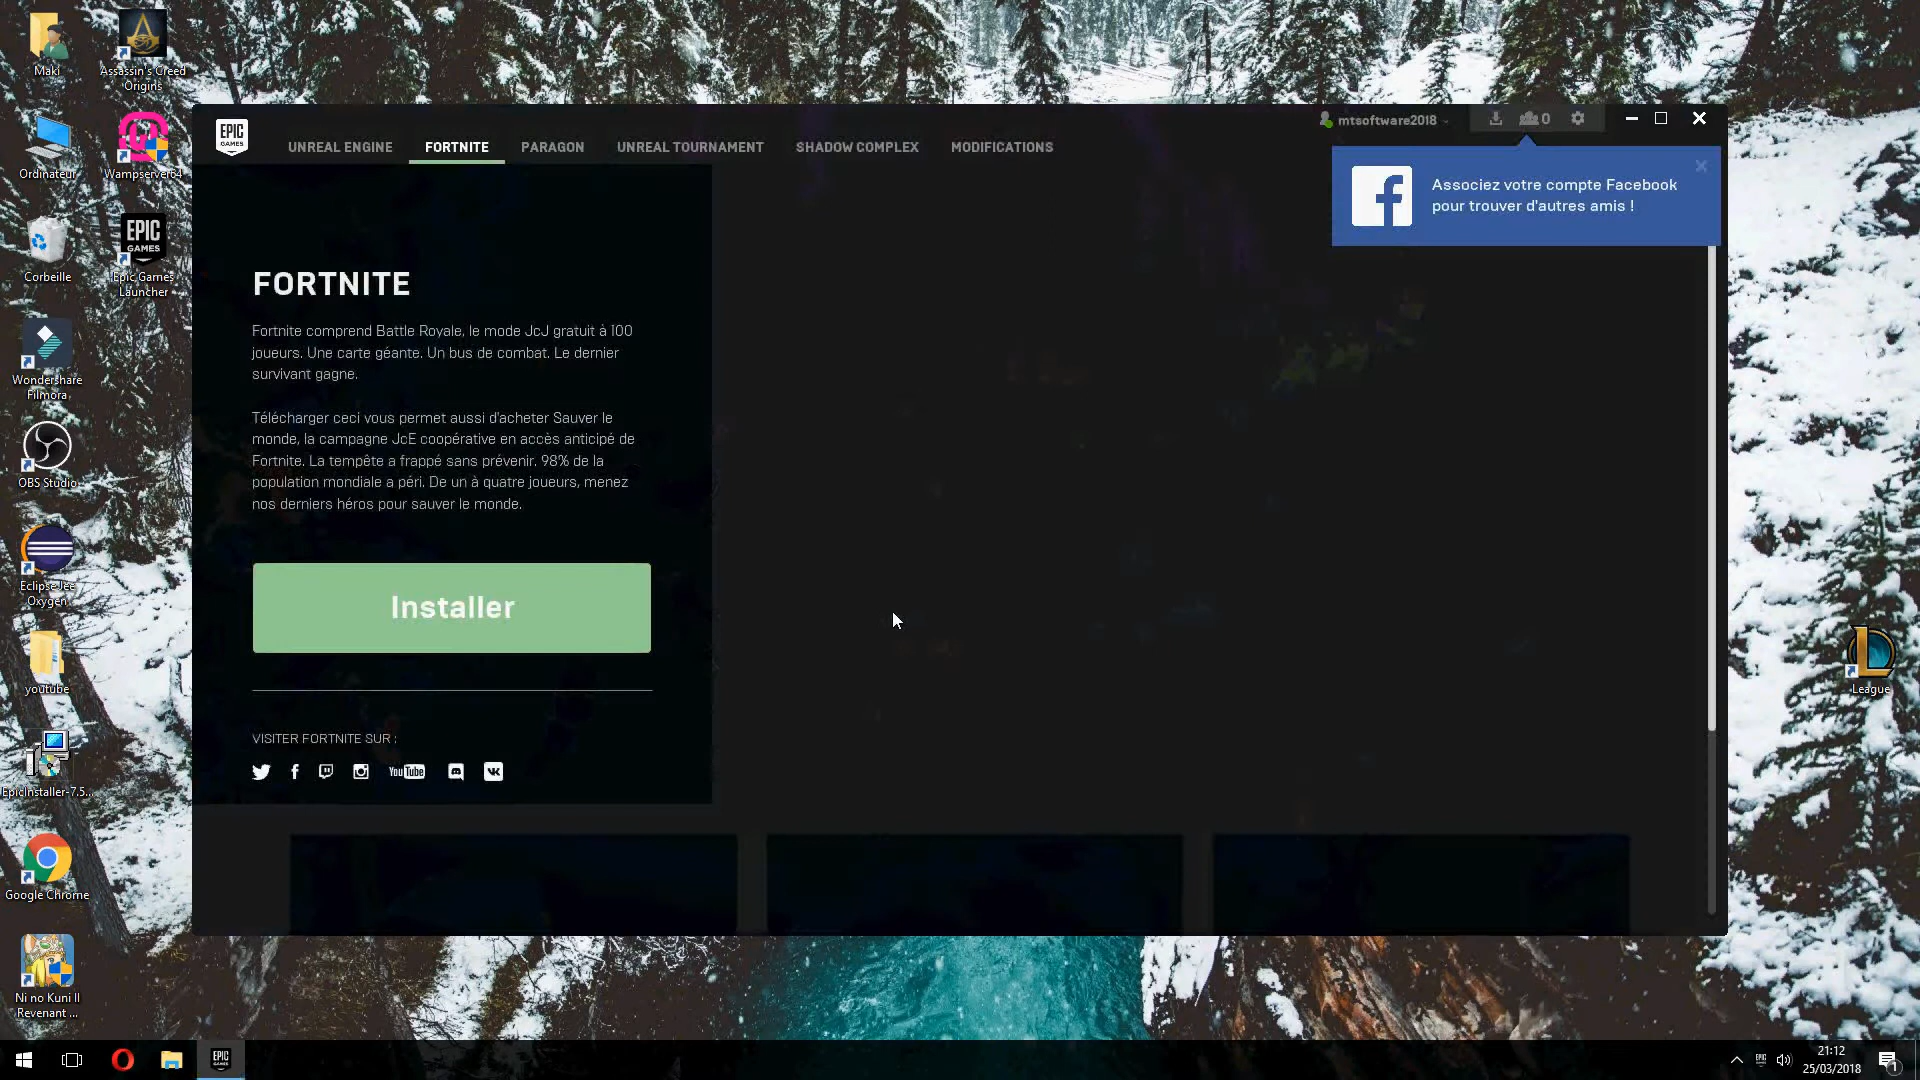 Maki
Assassin's Creed
Origins
Ordinateur
Wampserver64
Corbeille
EPIC
GAMES
Epic Games
Launcher
Wondershare
Filmora
OBS Studio
Eclipse Jee
Oxygen
youtube
EpicInstaller-7.5...
Google Chrome
Ni no Kuni II
Revenant ...
League
EPIC
GAMES
UNREAL ENGINE
FORTNITE
PARAGON
UNREAL TOURNAMENT
SHADOW COMPLEX
MODIFICATIONS
mtsoftware2018
0
Associez votre compte Facebook
pour trouver d'autres amis !
FORTNITE
Fortnite comprend Battle Royale, le mode JcJ gratuit à 100
joueurs. Une carte géante. Un bus de combat. Le dernier
survivant gagne.
Télécharger ceci vous permet aussi d'acheter Sauver le
monde, la campagne JcE coopérative en accès anticipé de
Fortnite. La tempête a frappé sans prévenir. 98% de la
population mondiale a péri. De un à quatre joueurs, menez
nos derniers héros pour sauver le monde.
Installer
VISITER FORTNITE SUR :
YouTube
EPIC
GAMES
EPIC
21:12
25/03/2018
1